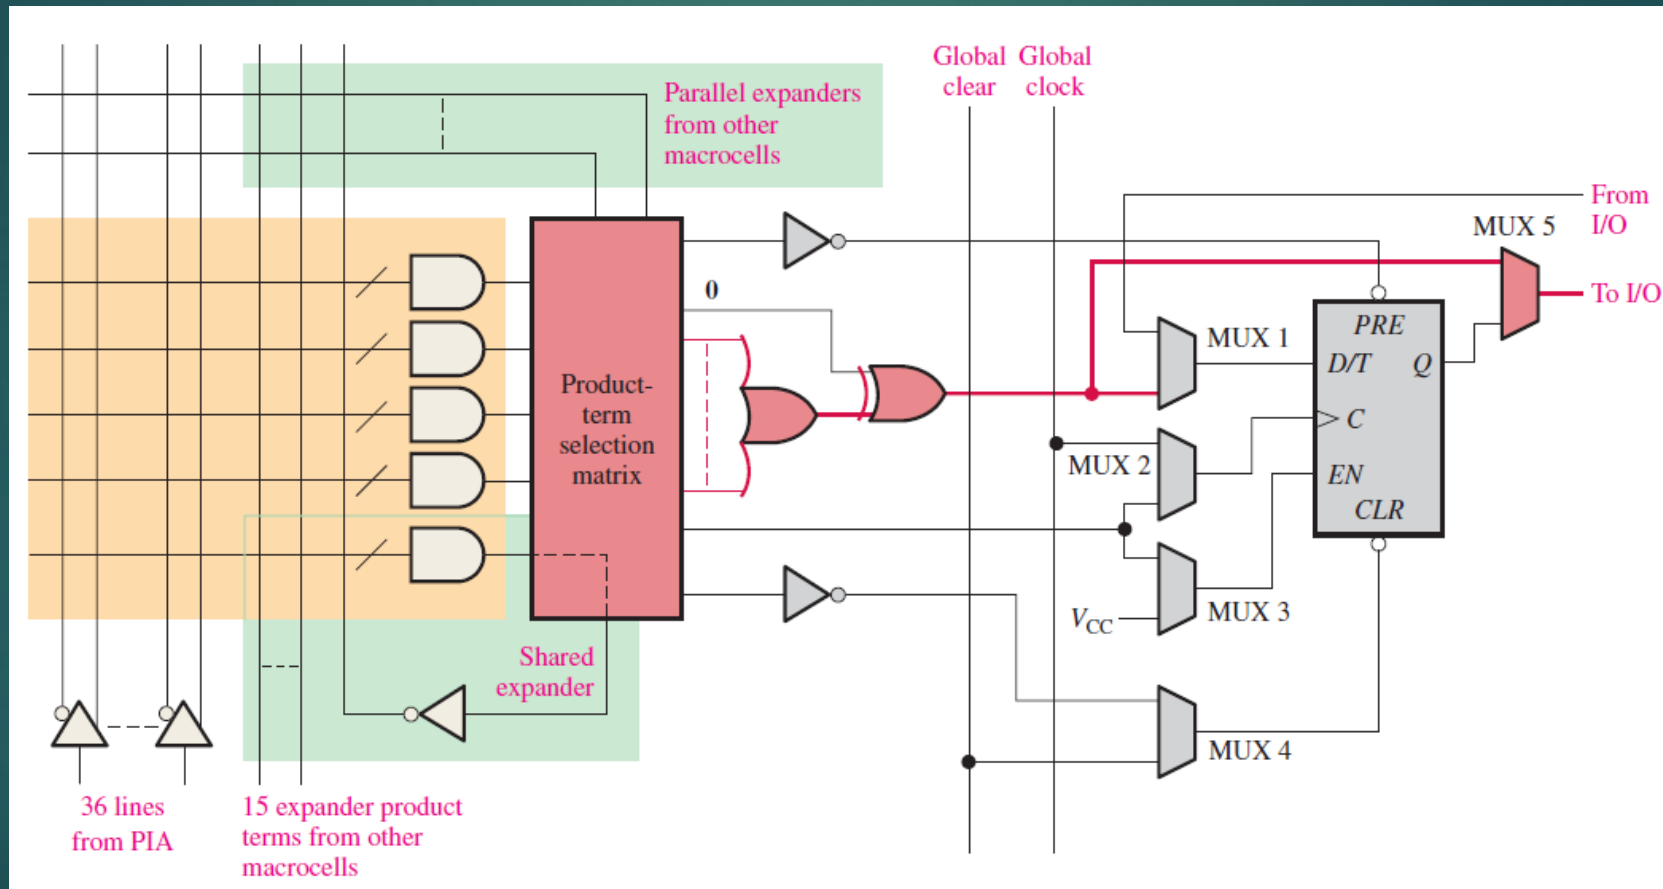 Global
clear
Global
clock
Parallel expanders
from other
macrocells
From
I/O
MUX 5
To I/O
0
PRE
MUX 1
D/T
Q
Product-
term
selection
matrix
C
MUX 2
EN
CLR
MUX 3
VCC
Shared
expander
MUX 4
36 lines
from PIA
15 expander product
terms from other
macrocells